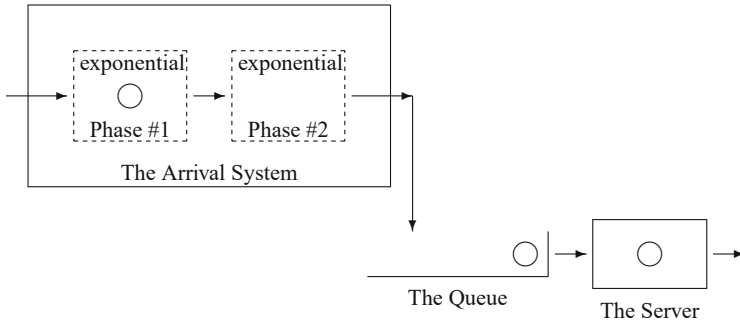 exponential
exponential
Phase #1
Phase #2
The Arrival System
The Queue
The Server